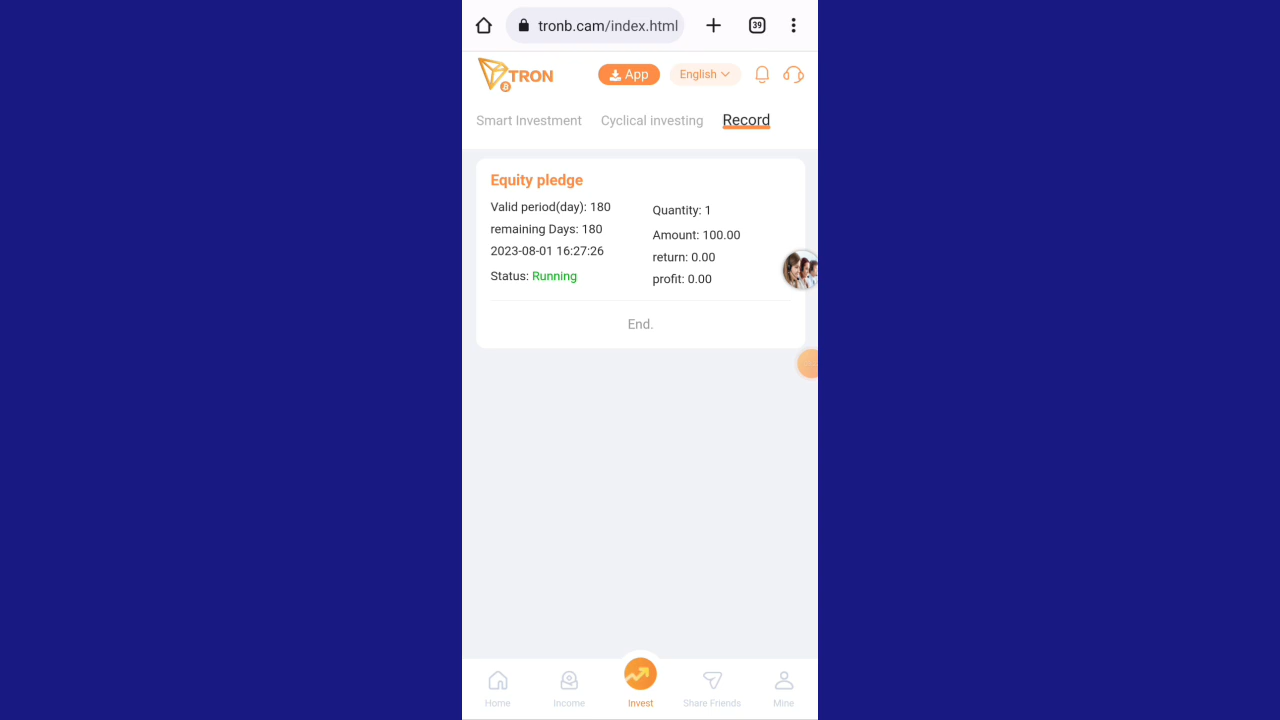 tronb.cam/index.html
39
TRON
App
English
Smart Investment
Cyclical investing
Record
Equity pledge
Valid period(day): 180
Quantity: 1
remaining Days: 180
Amount: 100.00
2023-08-01 16:27:26
return: 0.00
Status: Running
profit: 0.00
End.
Home
Income
Invest
Share Friends
Mine